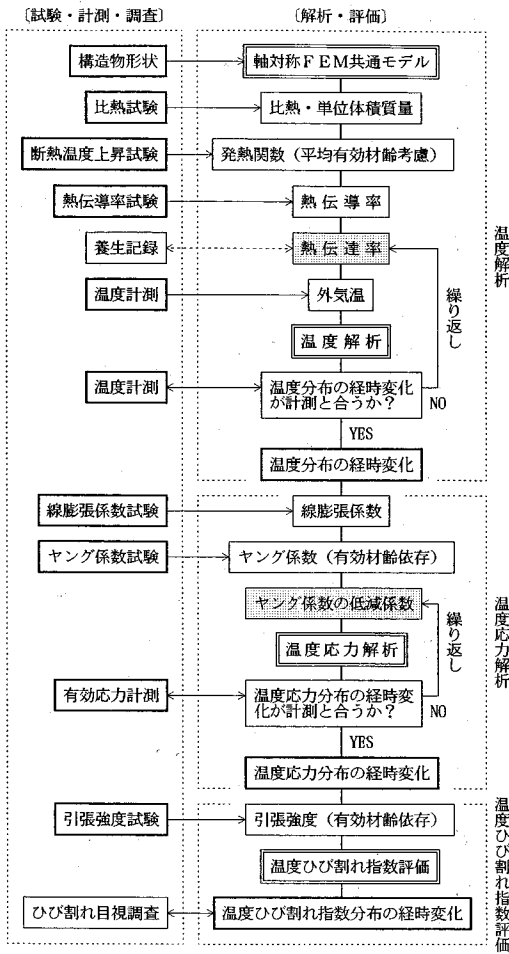 〔試験・計測・調査〕
〔解析・評価〕
構造物形状
軸対称ＦＥＭ共通モデル
比熱試験
比熱・単位体積質量
断熱温度上昇試験
発熱関数（平均有効材齢考慮）
熱伝導率試験
熱伝導率
養生記録
熱伝達率
温度計測
外気温
温度解析
温度計測
温度分布の経時変化
が計測と合うか？
NO
繰り返し
YES
温度分布の経時変化
温度解析
線膨張係数試験
線膨張係数
ヤング係数試験
ヤング係数（有効材齢依存）
ヤング係数の低減係数
温度応力解析
有効応力計測
温度応力分布の経時変
化が計測と合うか？
NO
繰り返し
YES
温度応力分布の経時変化
温度応力解析
引張強度試験
引張強度（有効材齢依存）
温度ひび割れ指数評価
ひび割れ目視調査
温度ひび割れ指数分布の経時変化
温度ひび割れ指数評価